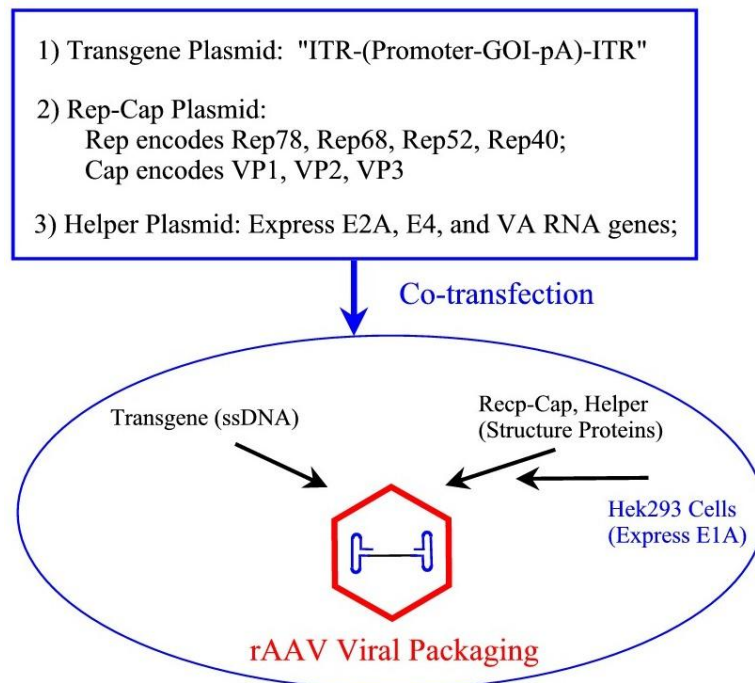 1) Transgene Plasmid: "ITR-(Promoter-GOI-pA)-ITR"
2) Rep-Cap Plasmid:
Rep encodes Rep78, Rep68, Rep52, Rep40;
Cap encodes VP1, VP2, VP3
3) Helper Plasmid: Express E2A, E4, and VA RNA genes;
Co-transfection
Transgene (ssDNA)
Recp-Cap, Helper
(Structure Proteins)
Hek293 Cells
(Express E1A)
rAAV Viral Packaging